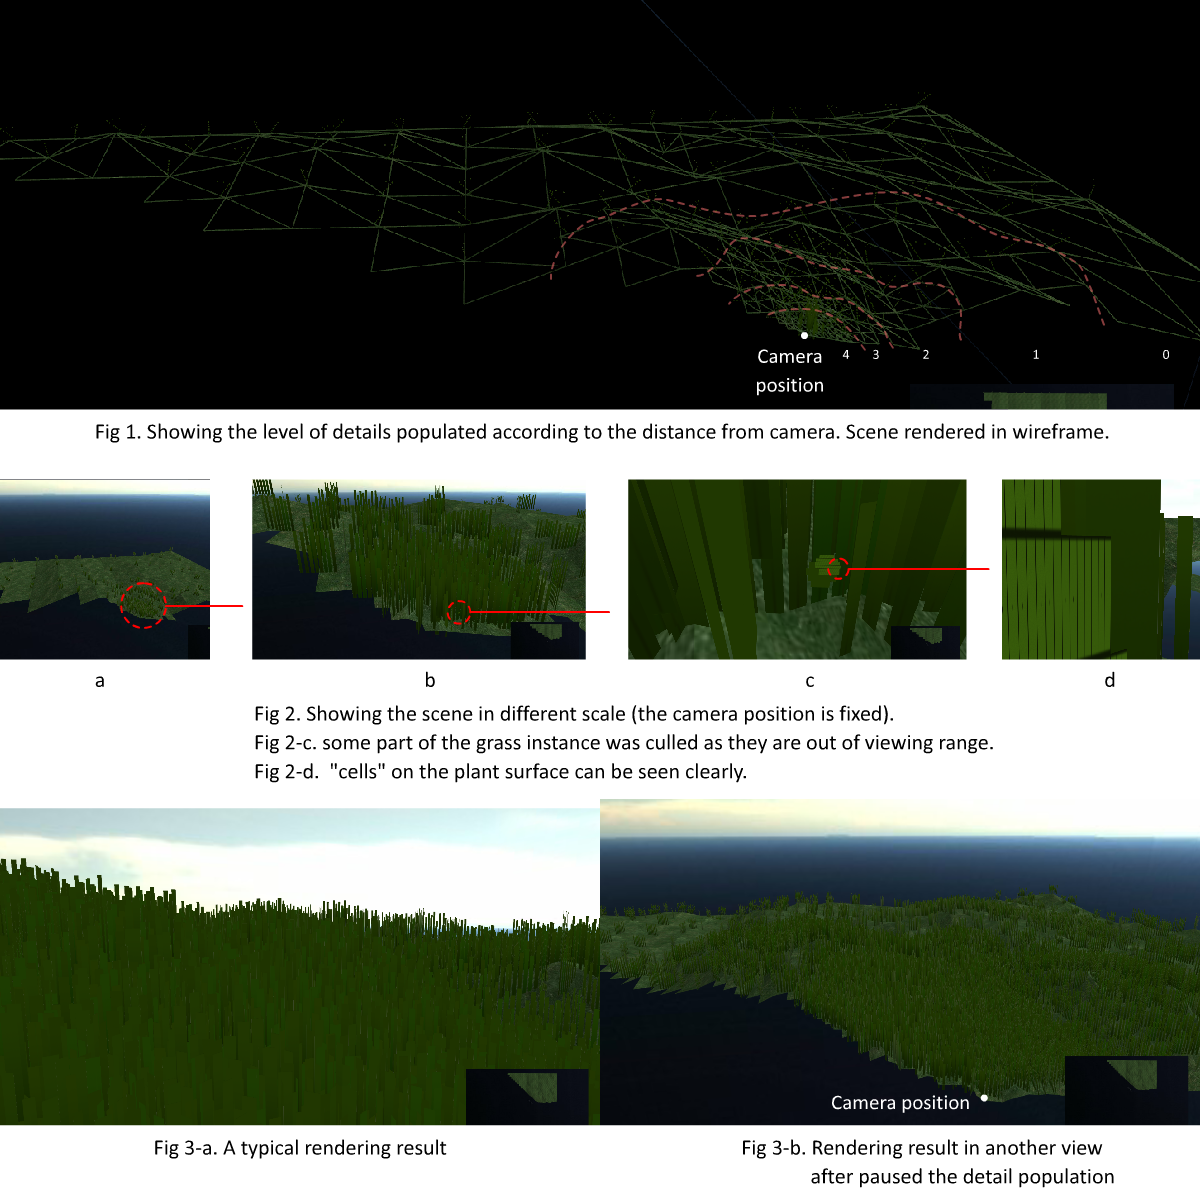 Camera
position
4 3 2 1 0
Fig 1. Showing the level of details populated according to the distance from camera. Scene rendered in wireframe.
a b c d
Fig 2. Showing the scene in different scale (the camera position is fixed).
Fig 2-c. some part of the grass instance was culled as they are out of viewing range.
Fig 2-d.  "cells" on the plant surface can be seen clearly.
Camera position
Fig 3-a. A typical rendering result
Fig 3-b. Rendering result in another view
after paused the detail population